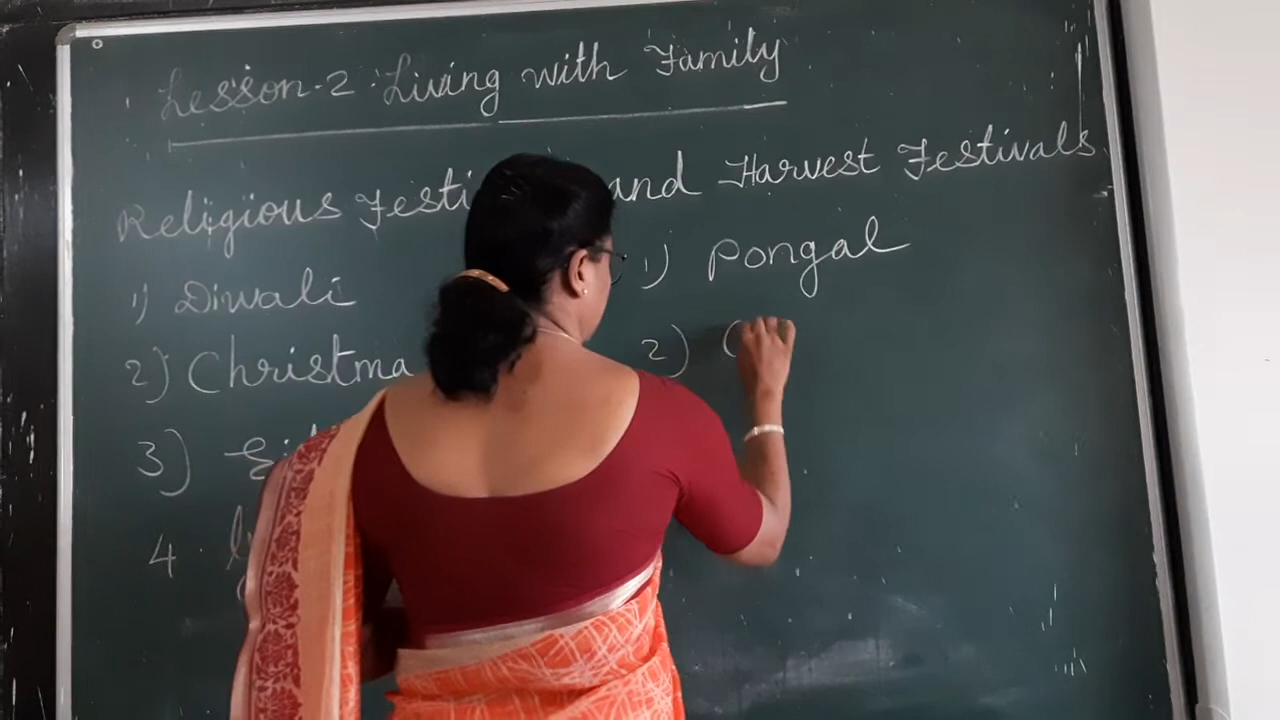 Lesson-2 : Living with Family
Religious Festi and Harvest Festivals
1) Diwali
1) Pongal
2) Christma
2)
3)
4.